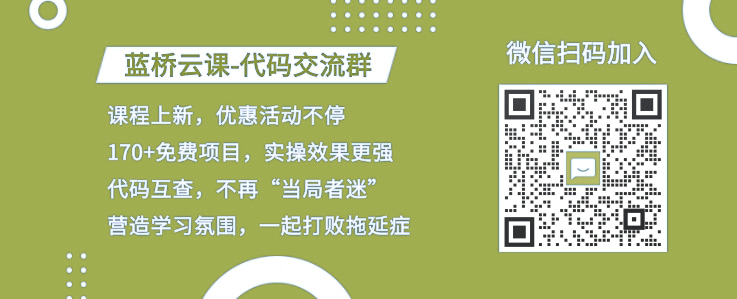 蓝桥云课-代码交流群
课程上新，优惠活动不停
170+免费项目，实操效果更强
代码互查，不再“当局者迷”
营造学习氛围，一起打败拖延症
微信扫码加入